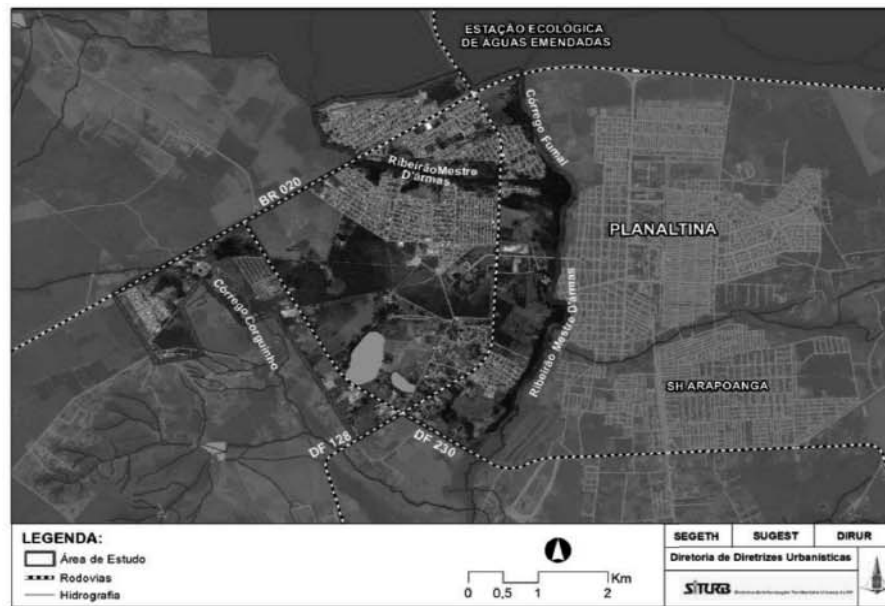 ESTAÇÃO ECOLÓGICA
DE ÁGUAS EMENDADAS
Córrego Fumal
Ribeirão Mestre
D'ármas
BR 020
PLANALTINA
Córrego Corguinho
Ribeirão Mestre D'ármas
SH ARAPOANGA
DF 128
DF 230
LEGENDA:
Área de Estudo
Rodovias
Hidrografia
0 0,5 1 2
Km
SEGETH SUGEST DIRUR
Diretoria de Diretrizes Urbanísticas
SITURB